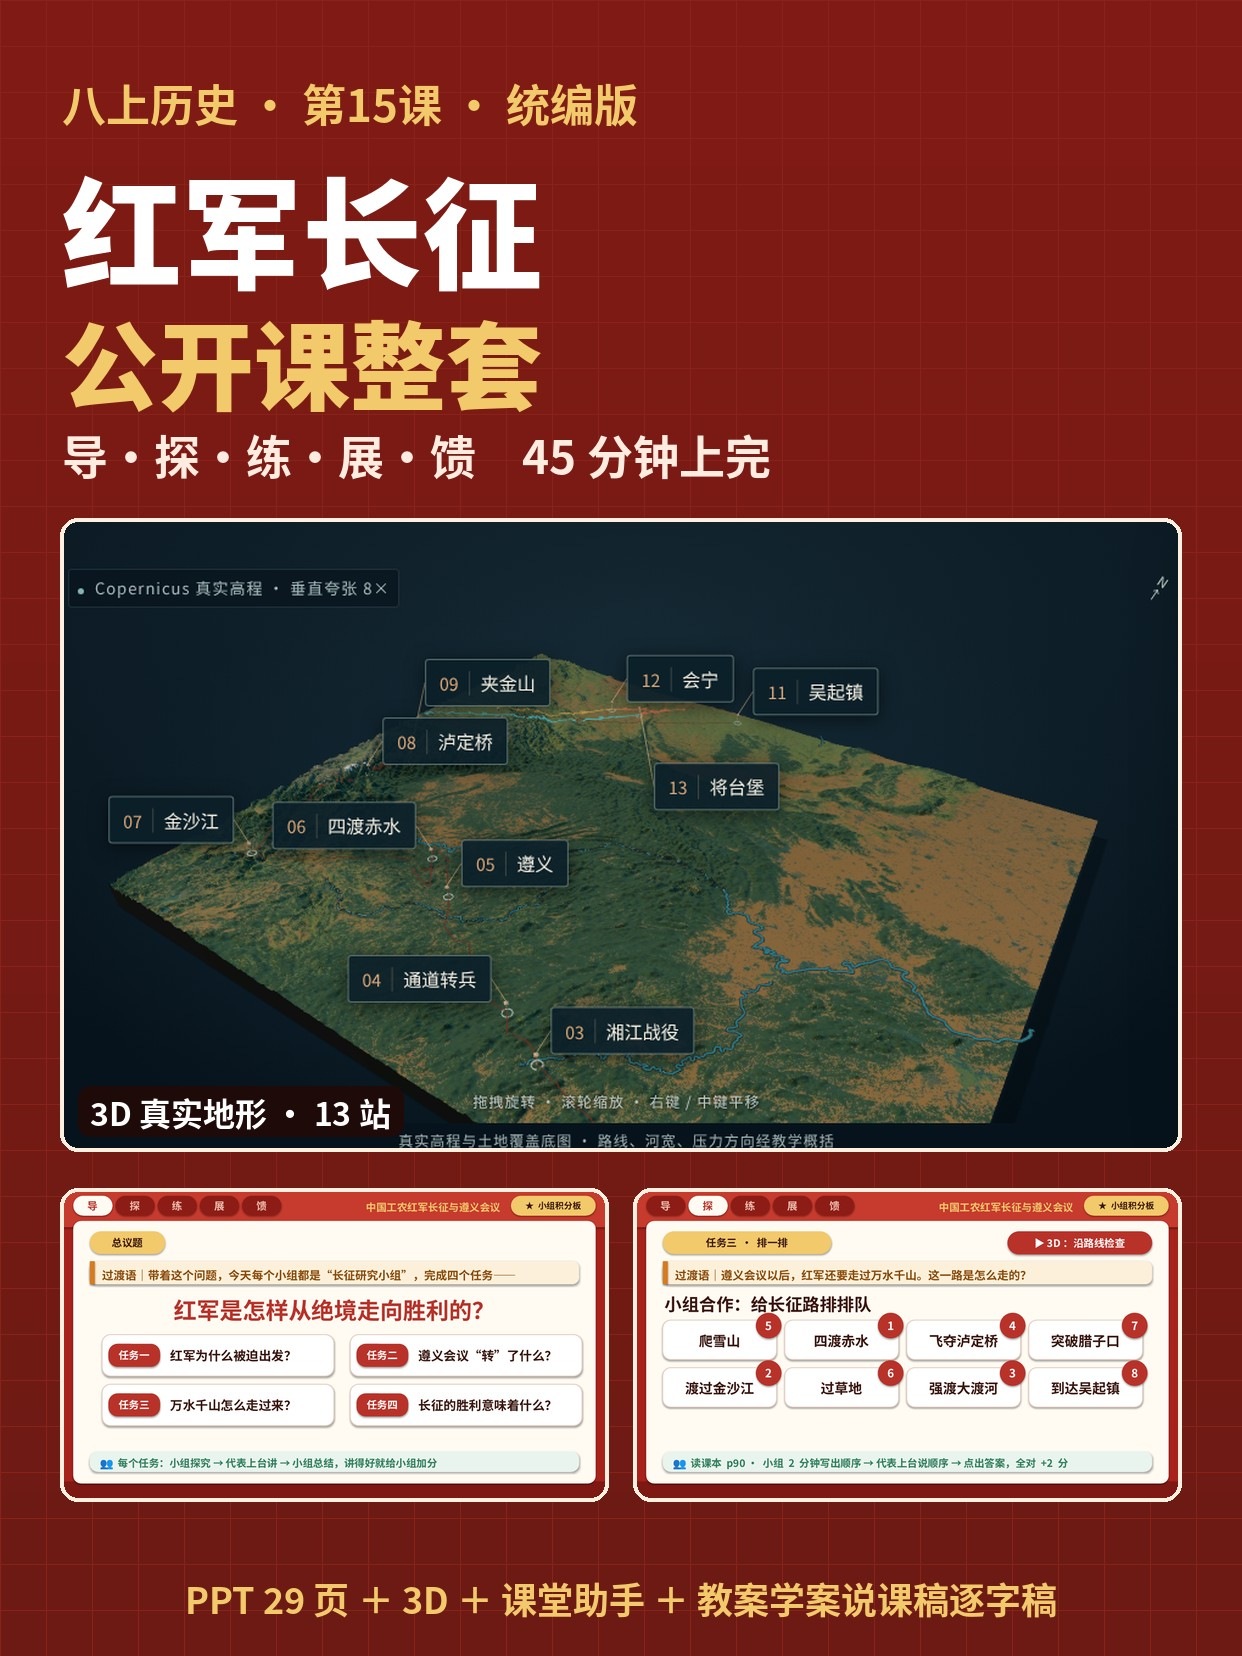 八上历史 · 第15课 · 统编版
红军长征
公开课整套
导·探·练·展·馈 45 分钟上完
Copernicus 真实高程 · 垂直夸张 8×
N
09 夹金山
12 会宁
11 吴起镇
08 泸定桥
13 将台堡
07 金沙江
06 四渡赤水
05 遵义
04 通道转兵
03 湘江战役
拖拽旋转 · 滚轮缩放 · 右键 / 中键平移
3D 真实地形 · 13 站
真实高程与土地覆盖底图 · 路线、河宽、压力方向经教学概括
导 探 练 展 馈 中国工农红军长征与遵义会议 ★ 小组积分板
总议题
过渡语｜带着这个问题，今天每个小组都是“长征研究小组”，完成四个任务——
红军是怎样从绝境走向胜利的？
任务一 红军为什么被迫出发？
任务二 遵义会议“转”了什么？
任务三 万水千山怎么走过来？
任务四 长征的胜利意味着什么？
每个任务：小组探究→代表上台讲→小组总结，讲得好就给小组加分
导 探 练 展 馈 中国工农红军长征与遵义会议 ★ 小组积分板
任务三 · 排一排
▶3D：沿路线检查
过渡语｜遵义会议以后，红军还要走过万水千山。这一路是怎么走的？
小组合作：给长征路排排队
爬雪山 5
四渡赤水 1
飞夺泸定桥 4
突破腊子口 7
渡过金沙江 2
过草地 6
强渡大渡河 3
到达吴起镇 8
读课本 p90 · 小组 2 分钟写出顺序→代表上台说顺序→点出答案，全对 +2 分
PPT 29 页＋3D＋课堂助手＋教案学案说课稿逐字稿